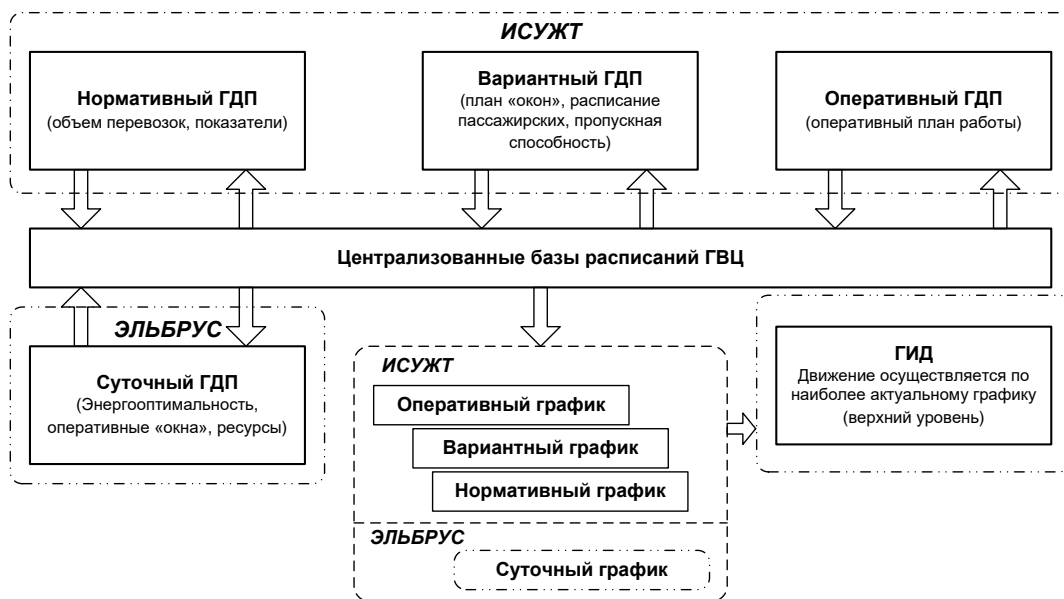 ИСУЖТ
Нормативный ГДП
(объем перевозок, показатели)
Вариантный ГДП
(план «окон», расписание
пассажирских, пропускная
способность)
Оперативный ГДП
(оперативный план работы)
Централизованные базы расписаний ГВЦ
ЭЛЬБРУС
Суточный ГДП
(Энергооптимальность,
оперативные «окна», ресурсы)
ИСУЖТ
Оперативный график
Вариантный график
Нормативный график
ЭЛЬБРУС
Суточный график
ГИД
Движение осуществляется по
наиболее актуальному графику
(верхний уровень)